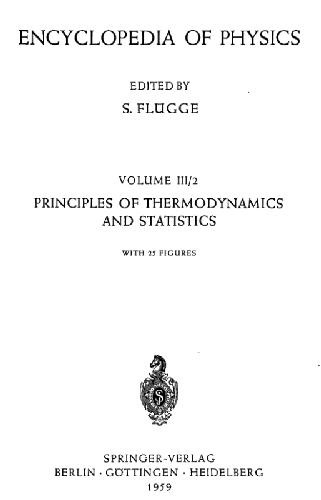 ENCYCLOPEDIA OF PHYSICS
EDITED BY
S. FLÜGGE
VOLUME III/2
PRINCIPLES OF THERMODYNAMICS
AND STATISTICS
WITH 25 FIGURES
SPRINGER-VERLAG
BERLIN · GÖTTINGEN · HEIDELBERG
1959